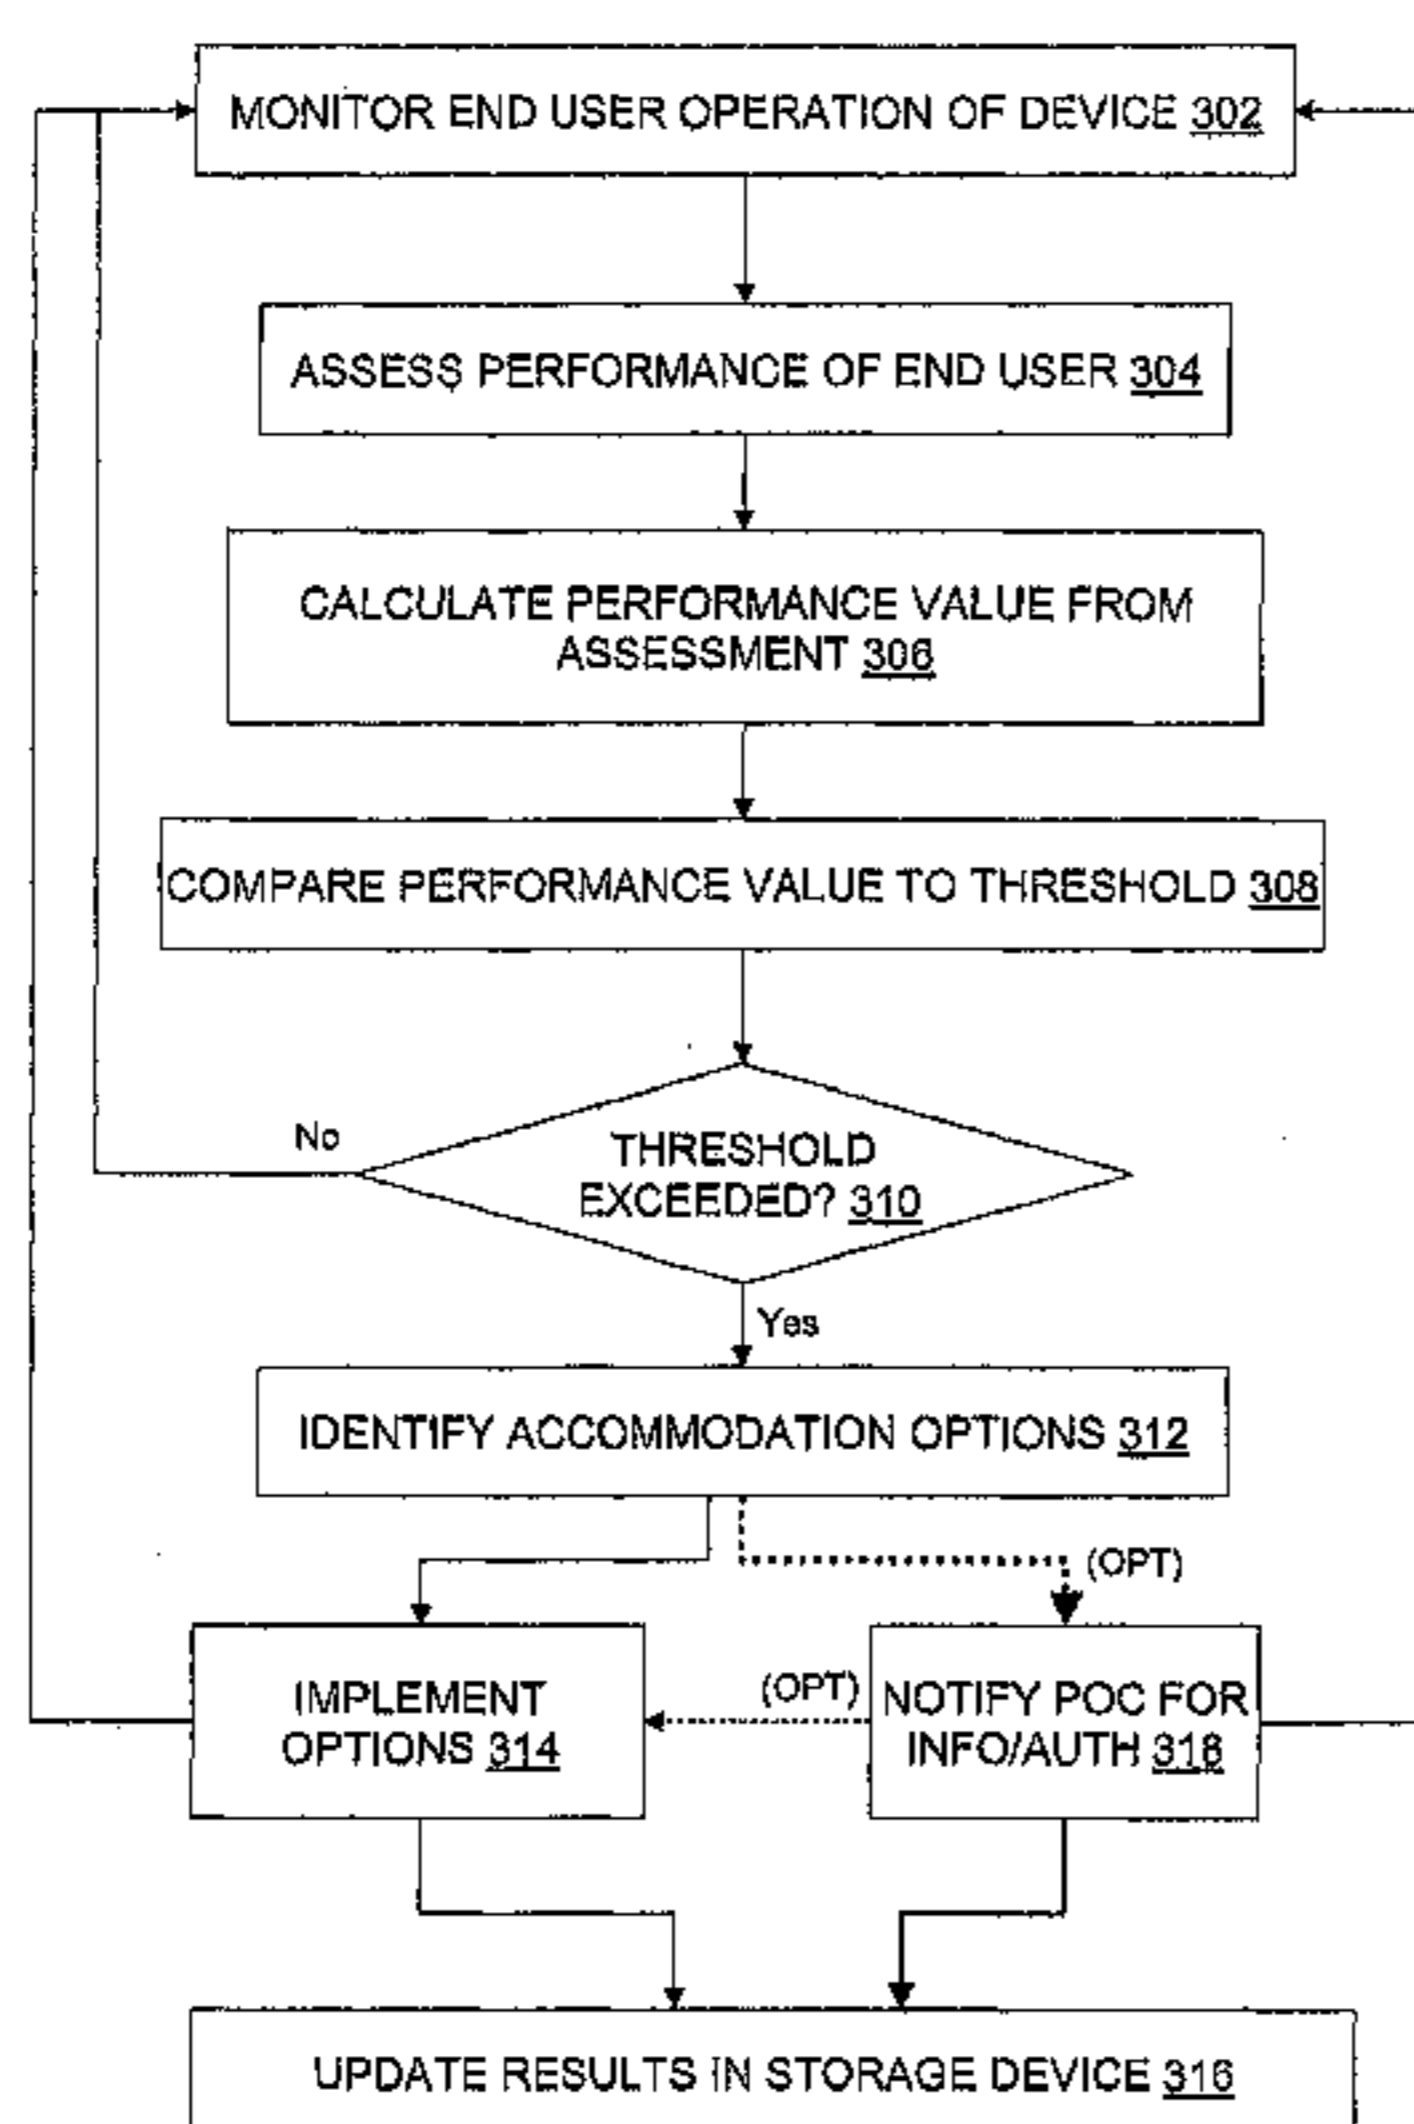 MONITOR END USER OPERATION OF DEVICE 302
ASSESS PERFORMANCE OF END USER 304
CALCULATE PERFORMANCE VALUE FROM
ASSESSMENT 306
COMPARE PERFORMANCE VALUE TO THRESHOLD 308
No
THRESHOLD
EXCEEDED? 310
Yes
IDENTIFY ACCOMMODATION OPTIONS 312
(OPT)
IMPLEMENT
OPTIONS 314
(OPT)
NOTIFY POC FOR
INFO/AUTH 318
UPDATE RESULTS IN STORAGE DEVICE 316